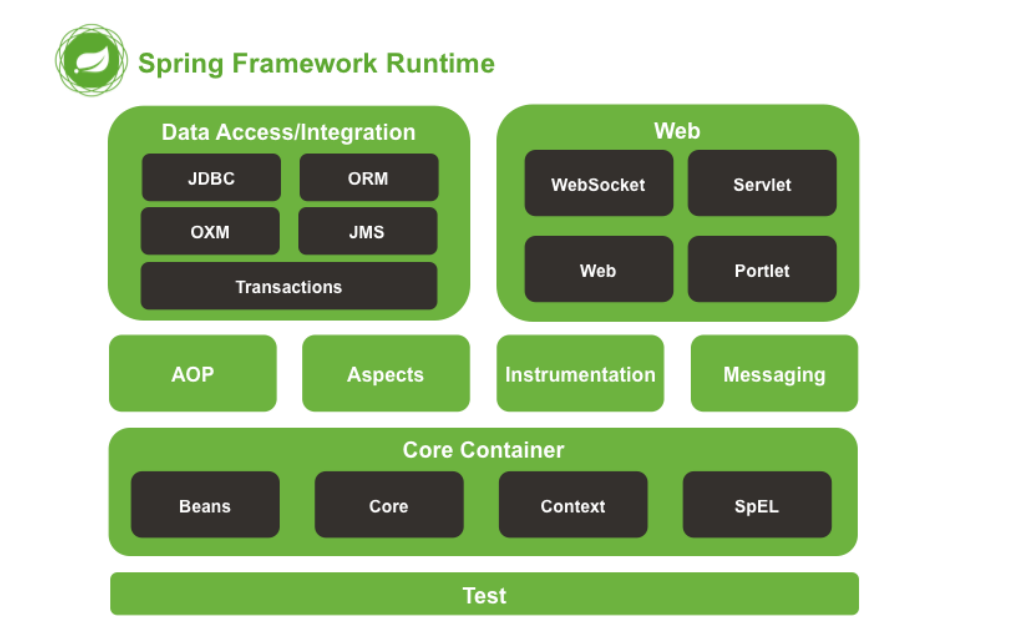 Spring Framework Runtime
Data Access/Integration
JDBC
ORM
OXM
JMS
Transactions
Web
WebSocket
Servlet
Web
Portlet
AOP
Aspects
Instrumentation
Messaging
Core Container
Beans
Core
Context
SpEL
Test